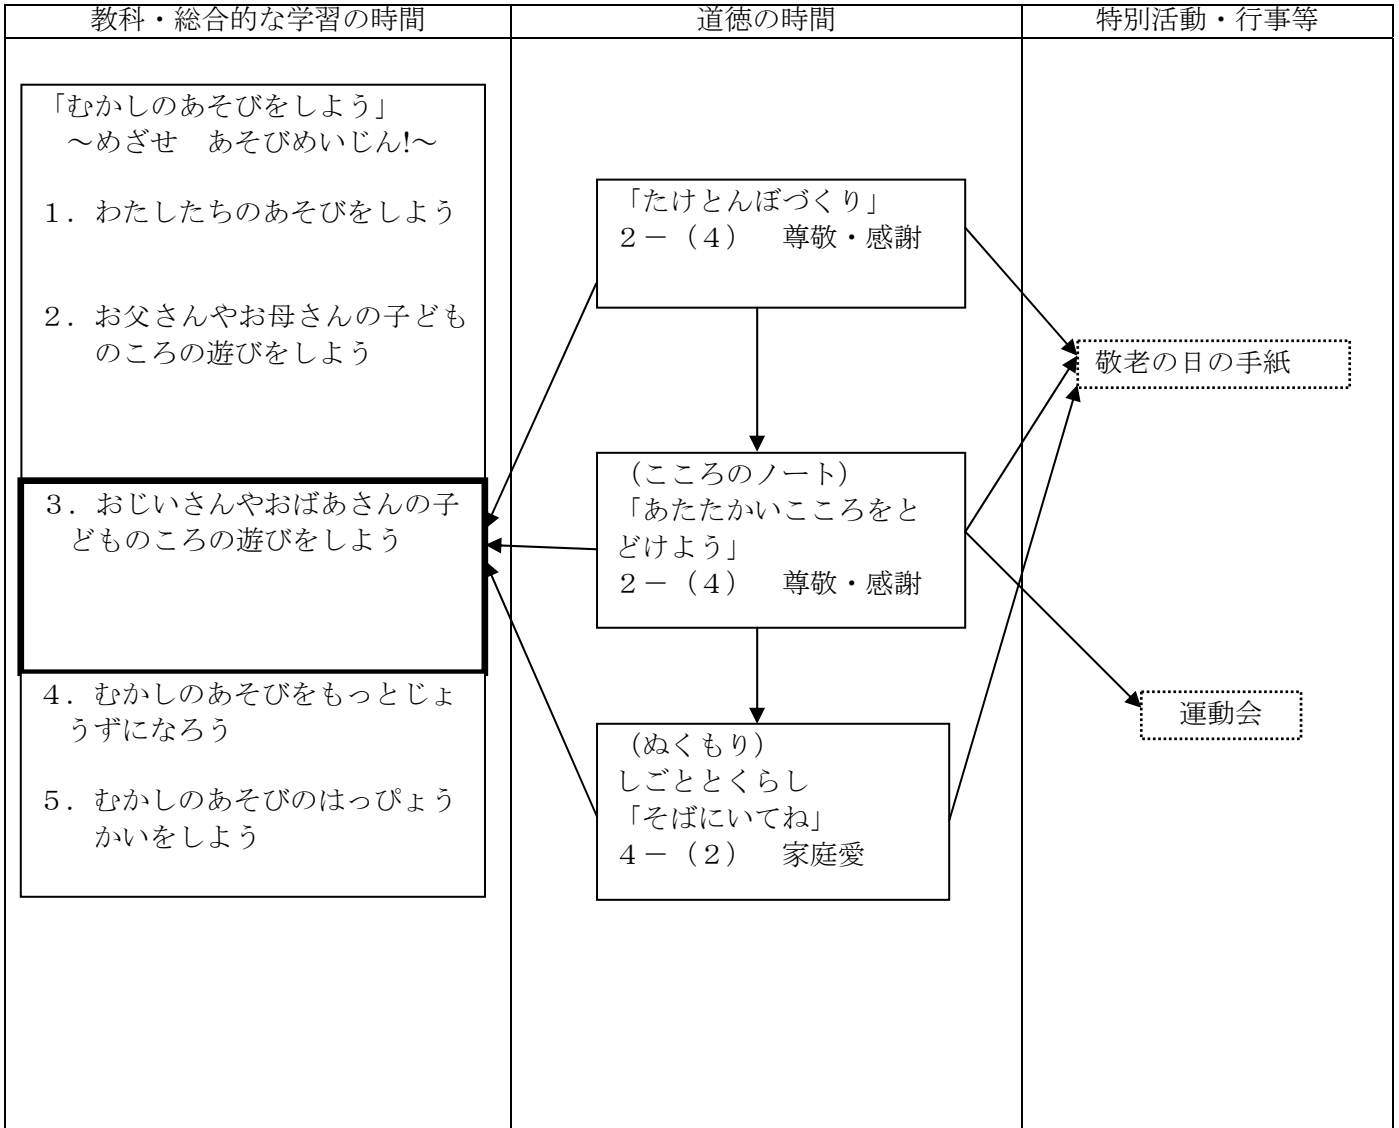 教科・総合的な学習の時間
道徳の時間
特別活動・行事等
「むかしのあそびをしよう」
～めざせ　あそびめいじん!～
１．わたしたちのあそびをしよう
２．お父さんやお母さんの子ども
のころの遊びをしよう
３．おじいさんやおばあさんの子
どものころの遊びをしよう
４．むかしのあそびをもっとじょ
うずになろう
５．むかしのあそびのはっぴょう
かいをしよう
「たけとんぼづくり」
２－（４）　尊敬・感謝
（こころのノート）
「あたたかいこころをと
どけよう」
２－（４）　尊敬・感謝
（ぬくもり）
しごととくらし
「そばにいてね」
４－（２）　家庭愛
敬老の日の手紙
運動会